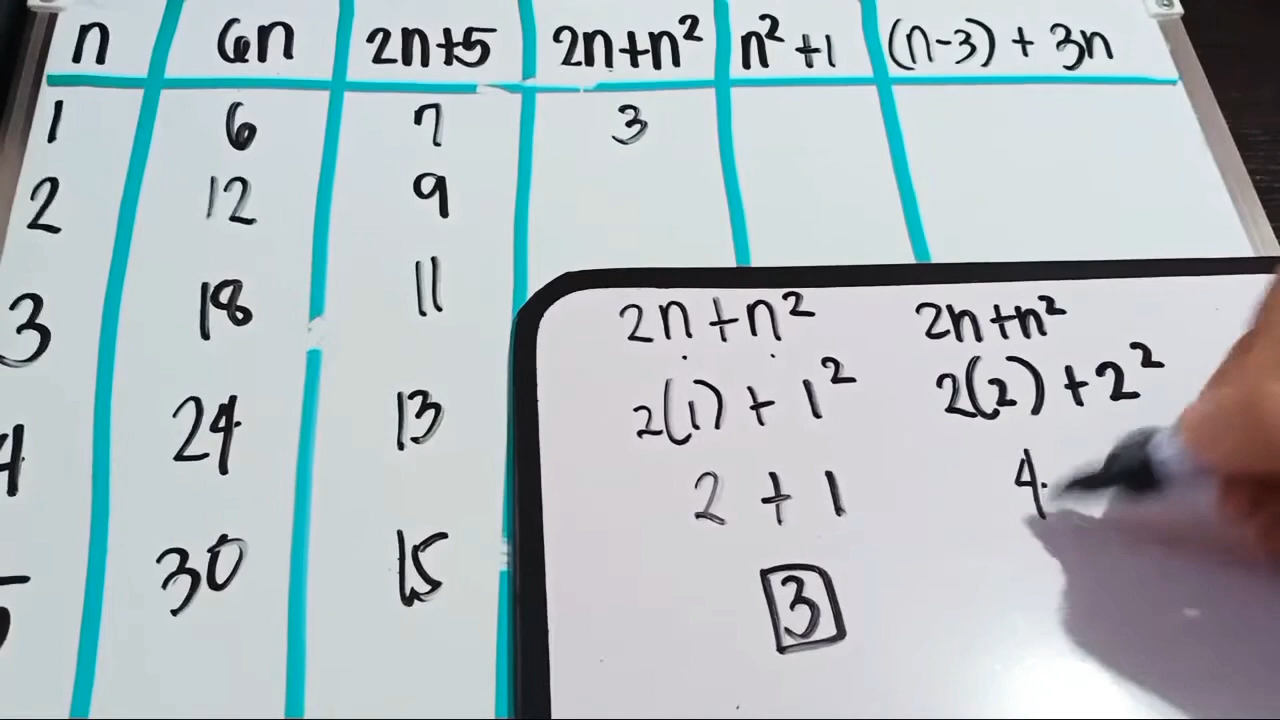 n 6n 2n+5 2n+n² n²+1 (n-3) + 3n
1 6 7 3
2 12 9
3 18 11
4 24 13
30 15
2n+n² 2n+n²
2(1) + 1² 2(2) + 2²
2 + 1 4
3